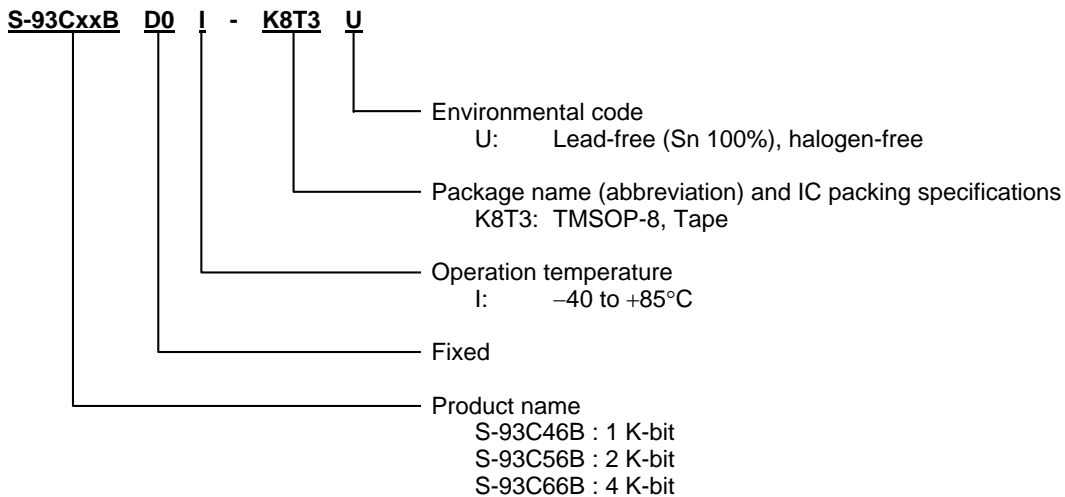 S-93CxxB D0 I - K8T3 U
Environmental code
U: Lead-free (Sn 100%), halogen-free
Package name (abbreviation) and IC packing specifications
K8T3: TMSOP-8, Tape
Operation temperature
I: −40 to +85°C
Fixed
Product name
S-93C46B : 1 K-bit
S-93C56B : 2 K-bit
S-93C66B : 4 K-bit